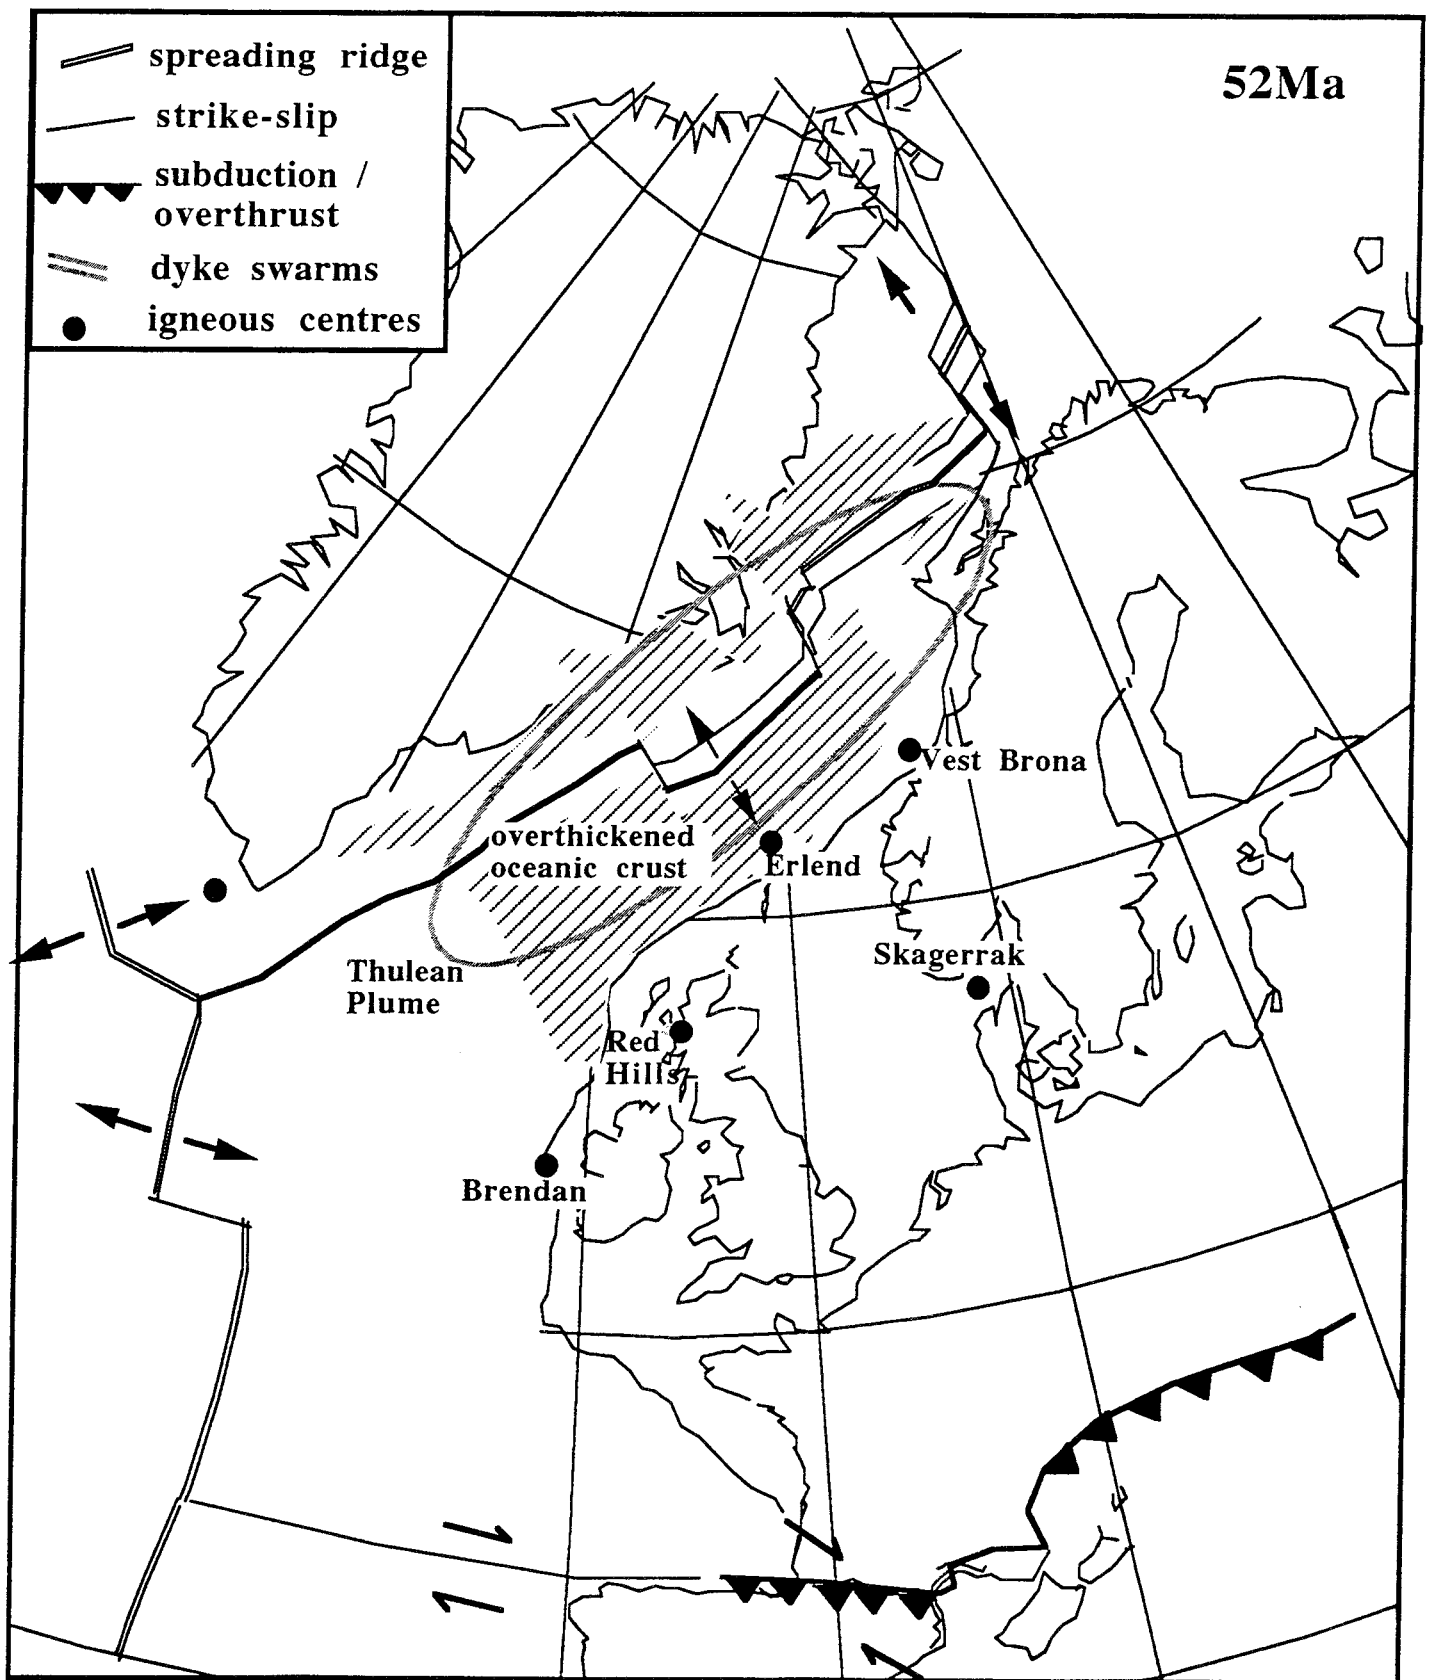 spreading ridge
strike-slip
subduction /
overthrust
dyke swarms
igneous centres
52Ma
Vest Brona
overthickened
oceanic crust
Erlend
Skagerrak
Thulean
Plume
Red
Hills
Brendan